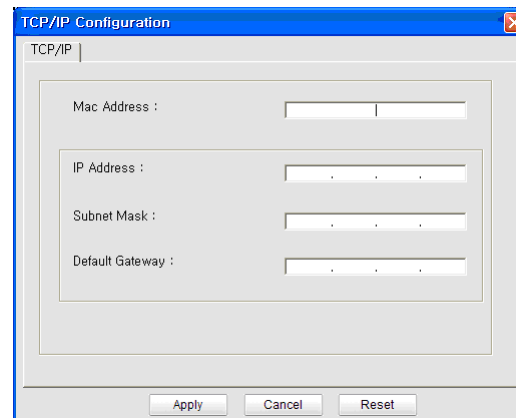 TCP/IP Configuration
TCP/IP
Mac Address :
IP Address :
. . .
Subnet Mask :
. . .
Default Gateway :
. . .
Apply Cancel Reset